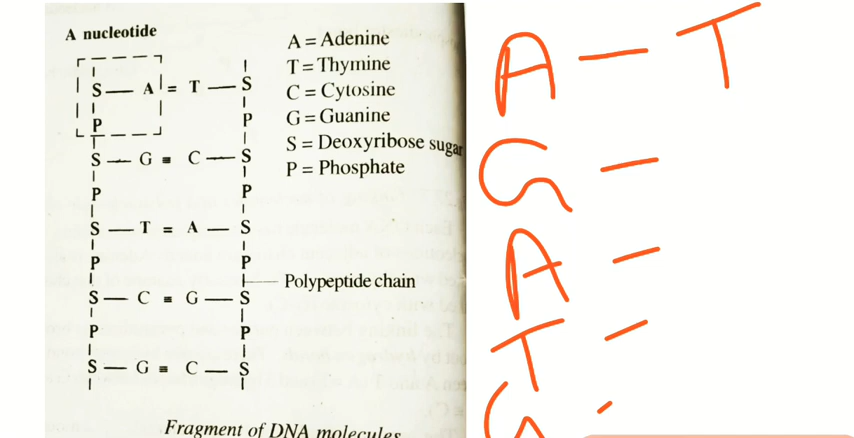 A nucleotide
A = Adenine
T = Thymine
C = Cytosine
G = Guanine
S = Deoxyribose sugar
P = Phosphate
S — A = T — S
P P
S — G ≡ C — S
P P
S — T = A — S
P P
Polypeptide chain
S — C ≡ G — S
P P
S — G ≡ C — S
Fragment of DNA molecules
A — T
G —
A —
T —
G